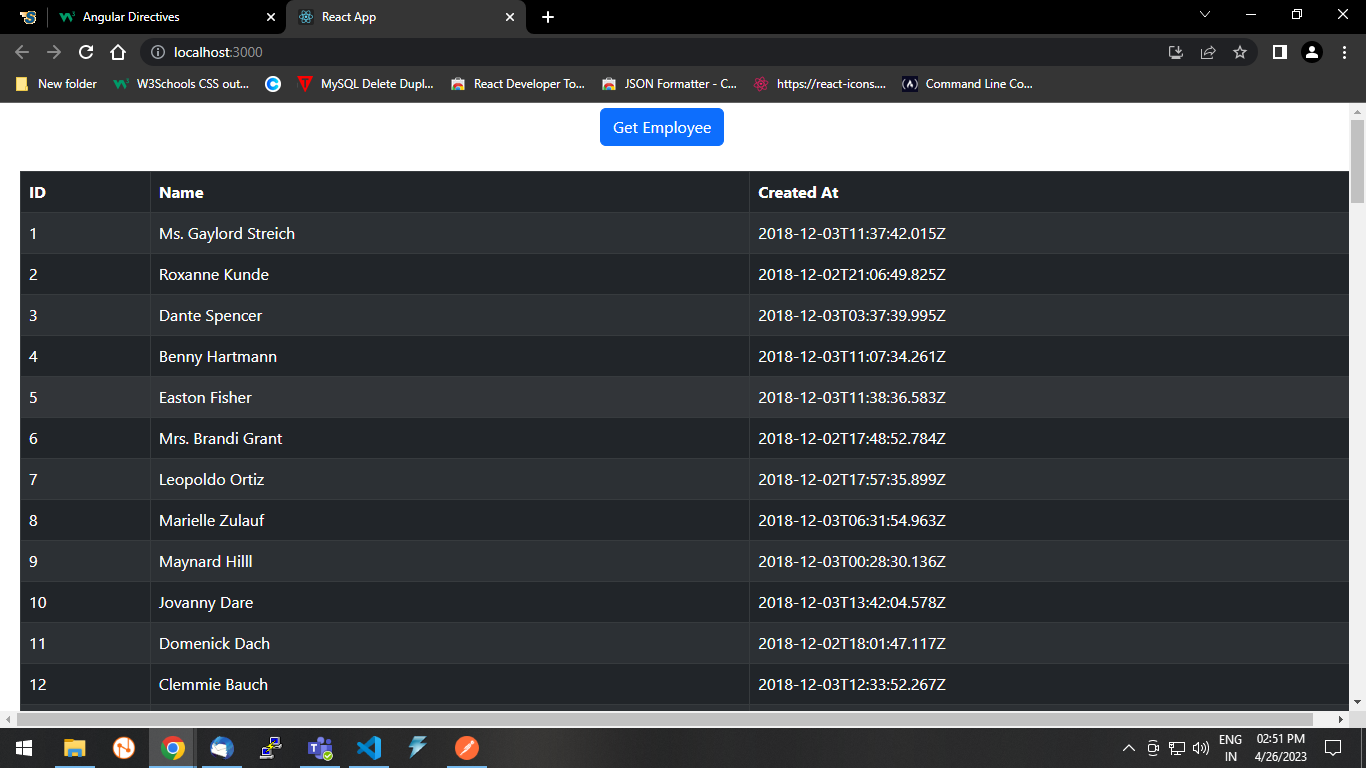 Angular Directives
React App
localhost:3000
New folder
W3Schools CSS out...
MySQL Delete Dupl...
React Developer To...
JSON Formatter - C...
https://react-icons....
Command Line Co...
Get Employee
ID Name Created At
1 Ms. Gaylord Streich 2018-12-03T11:37:42.015Z
2 Roxanne Kunde 2018-12-02T21:06:49.825Z
3 Dante Spencer 2018-12-03T03:37:39.995Z
4 Benny Hartmann 2018-12-03T11:07:34.261Z
5 Easton Fisher 2018-12-03T11:38:36.583Z
6 Mrs. Brandi Grant 2018-12-02T17:48:52.784Z
7 Leopoldo Ortiz 2018-12-02T17:57:35.899Z
8 Marielle Zulauf 2018-12-03T06:31:54.963Z
9 Maynard Hilll 2018-12-03T00:28:30.136Z
10 Jovanny Dare 2018-12-03T13:42:04.578Z
11 Domenick Dach 2018-12-02T18:01:47.117Z
12 Clemmie Bauch 2018-12-03T12:33:52.267Z
ENG
IN
02:51 PM
4/26/2023